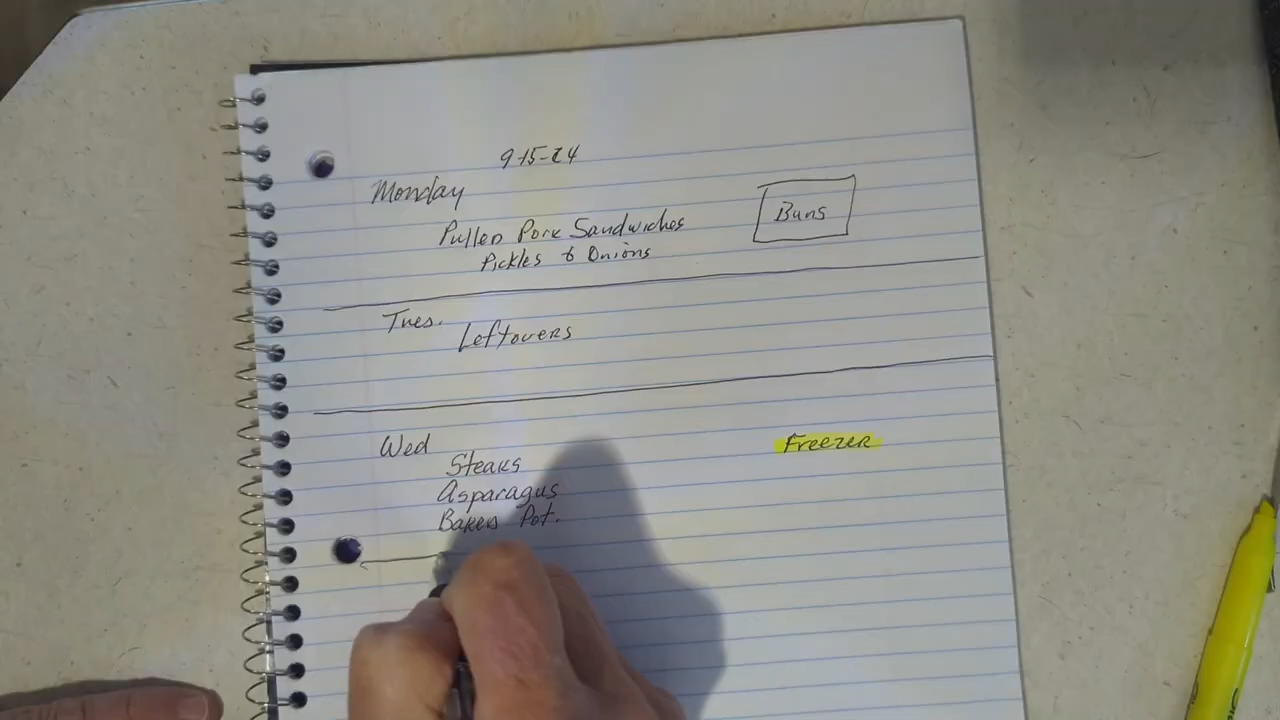 9-15-24
Monday
Pulled Pork Sandwiches
Buns
Pickles & Onions
Tues.
Leftovers
Wed
Freezer
Steaks
Asparagus
Baked Pot.